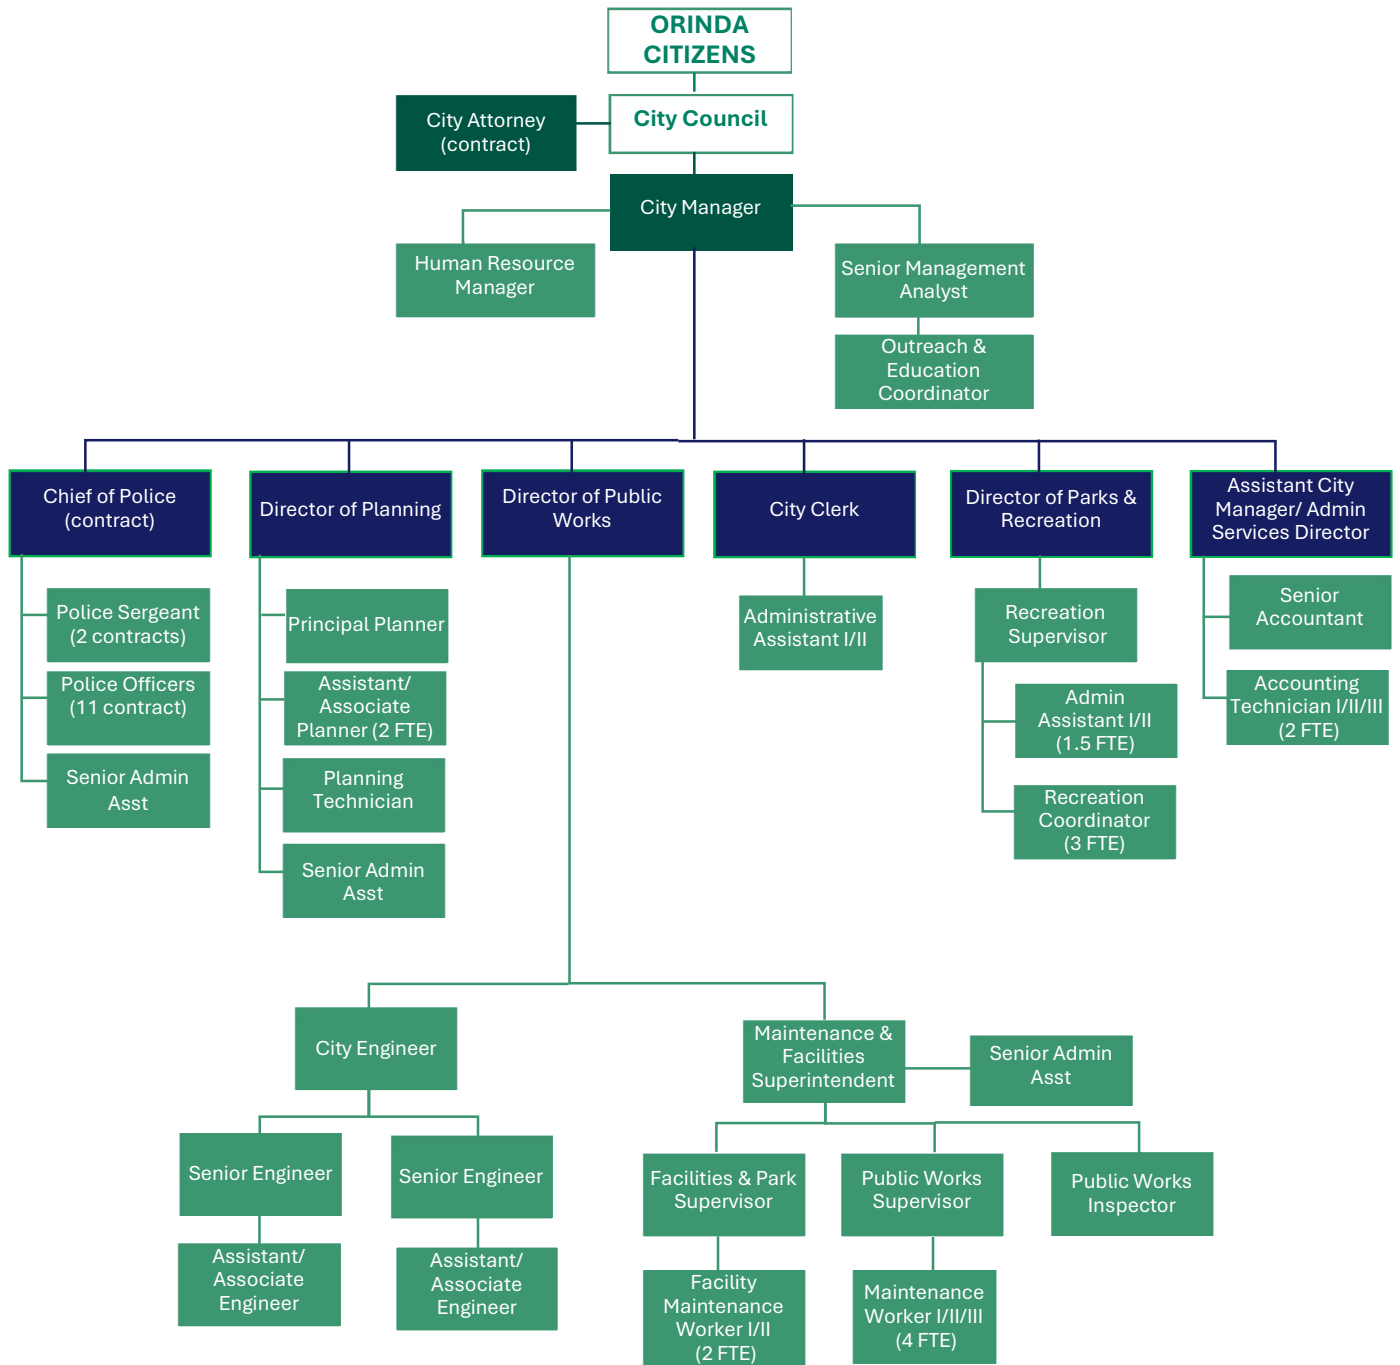 ORINDA
CITIZENS
City Attorney
(contract)
City Council
City Manager
Human Resource
Manager
Senior Management
Analyst
Outreach &
Education
Coordinator
Chief of Police
(contract)
Director of Planning
Director of Public
Works
City Clerk
Director of Parks &
Recreation
Assistant City
Manager/ Admin
Services Director
Police Sergeant
(2 contracts)
Police Officers
(11 contract)
Senior Admin
Asst
Principal Planner
Assistant/
Associate
Planner (2 FTE)
Planning
Technician
Senior Admin
Asst
Administrative
Assistant I/II
Recreation
Supervisor
Admin
Assistant I/II
(1.5 FTE)
Recreation
Coordinator
(3 FTE)
Senior
Accountant
Accounting
Technician I/II/III
(2 FTE)
City Engineer
Maintenance &
Facilities
Superintendent
Senior Admin
Asst
Senior Engineer
Senior Engineer
Assistant/
Associate
Engineer
Assistant/
Associate
Engineer
Facilities & Park
Supervisor
Public Works
Supervisor
Public Works
Inspector
Facility
Maintenance
Worker I/II
(2 FTE)
Maintenance
Worker I/II/III
(4 FTE)